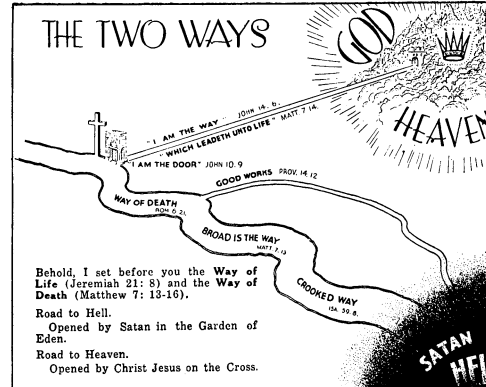 THE TWO WAYS
GOD
HEAVEN
"I AM THE WAY" JOHN 14. 6.
"WHICH LEADETH UNTO LIFE" MATT 7 14.
"I AM THE DOOR" JOHN 10. 9
GOOD WORKS PROV. 14. 12
WAY OF DEATH
ROM 6 21.
BROAD IS THE WAY
MATT 7. 13
CROOKED WAY
ISA. 59. 8.
Behold, I set before you the Way of
Life (Jeremiah 21: 8) and the Way of
Death (Matthew 7: 13-16).
Road to Hell.
Opened by Satan in the Garden of
Eden.
Road to Heaven.
Opened by Christ Jesus on the Cross.
SATAN
HEL